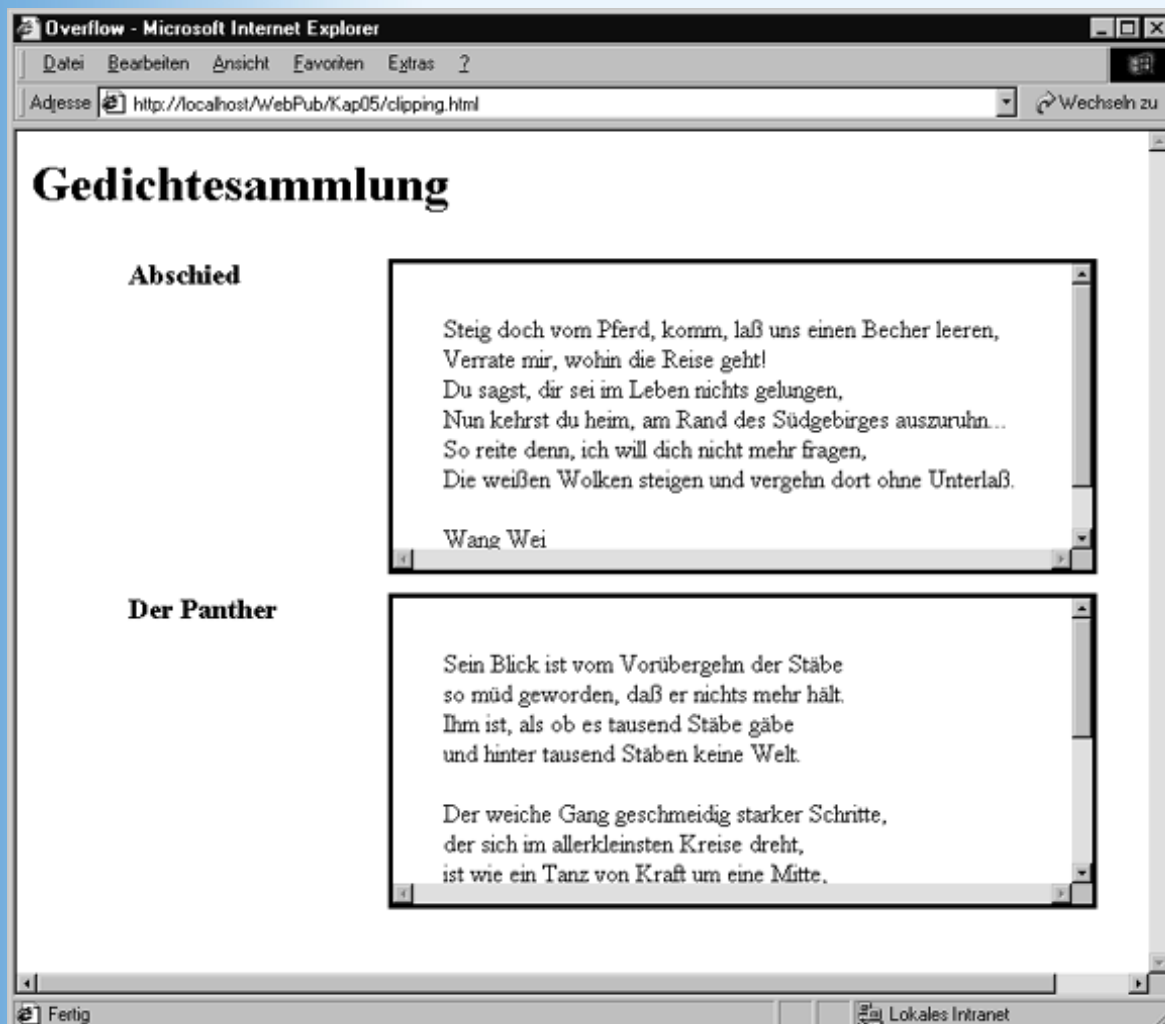 Overflow - Microsoft Internet Explorer
Datei Bearbeiten Ansicht Favoriten Extras ?
Adresse http://localhost/WebPub/Kap05/clipping.html Wechseln zu
Gedichtesammlung
Abschied
Steig doch vom Pferd, komm, laß uns einen Becher leeren,
Verrate mir, wohin die Reise geht!
Du sagst, dir sei im Leben nichts gelungen,
Nun kehrst du heim, am Rand des Südgebirges auszuruhn...
So reite denn, ich will dich nicht mehr fragen,
Die weißen Wolken steigen und vergehn dort ohne Unterlaß.
Wang Wei
Der Panther
Sein Blick ist vom Vorübergehn der Stäbe
so müd geworden, daß er nichts mehr hält.
Ihm ist, als ob es tausend Stäbe gäbe
und hinter tausend Stäben keine Welt.
Der weiche Gang geschmeidig starker Schritte,
der sich im allerkleinsten Kreise dreht,
ist wie ein Tanz von Kraft um eine Mitte,
Fertig Lokales Intranet